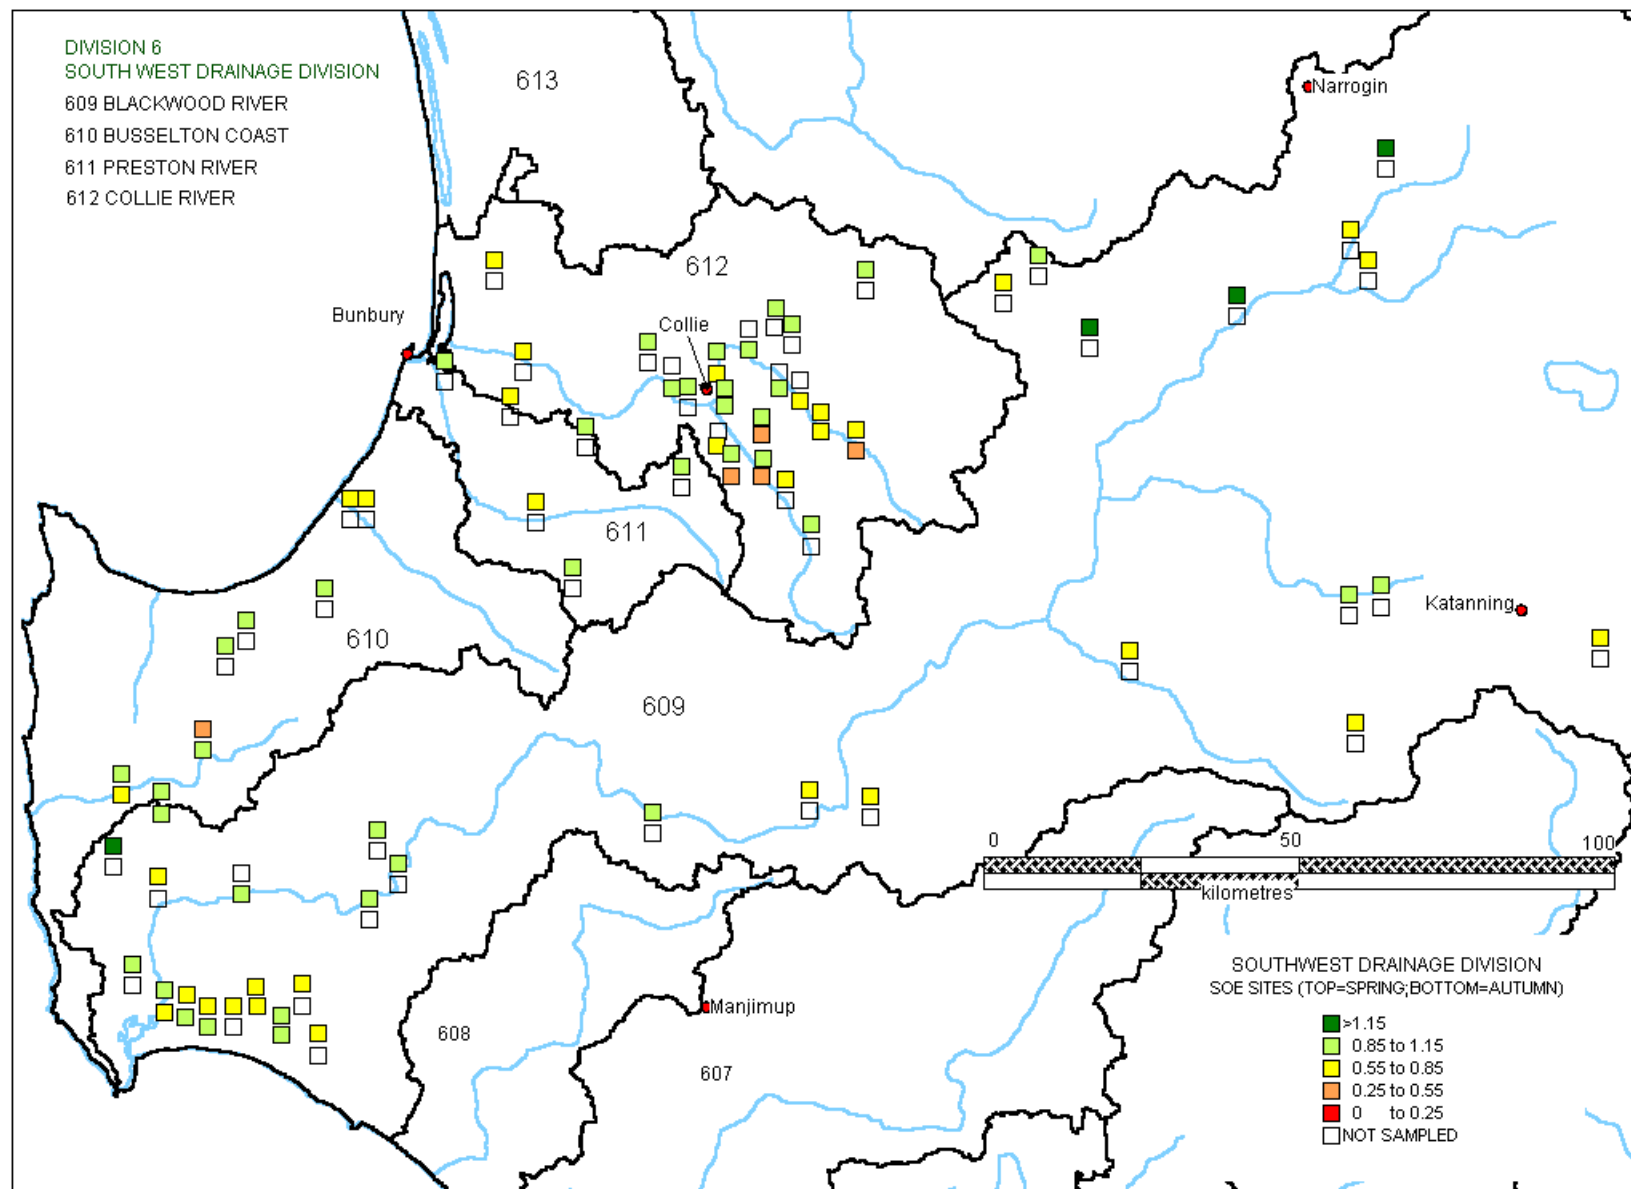 DIVISION 6
SOUTH WEST DRAINAGE DIVISION
609 BLACKWOOD RIVER
610 BUSSELTON COAST
611 PRESTON RIVER
612 COLLIE RIVER
613
Narrogin
612
Bunbury
Collie
611
Katanning
610
609
0 50 100
kilometres
SOUTHWEST DRAINAGE DIVISION
SOE SITES (TOP=SPRING;BOTTOM=AUTUMN)
Manjimup
608
607
>1.15
0.85 to 1.15
0.55 to 0.85
0.25 to 0.55
0 to 0.25
NOT SAMPLED